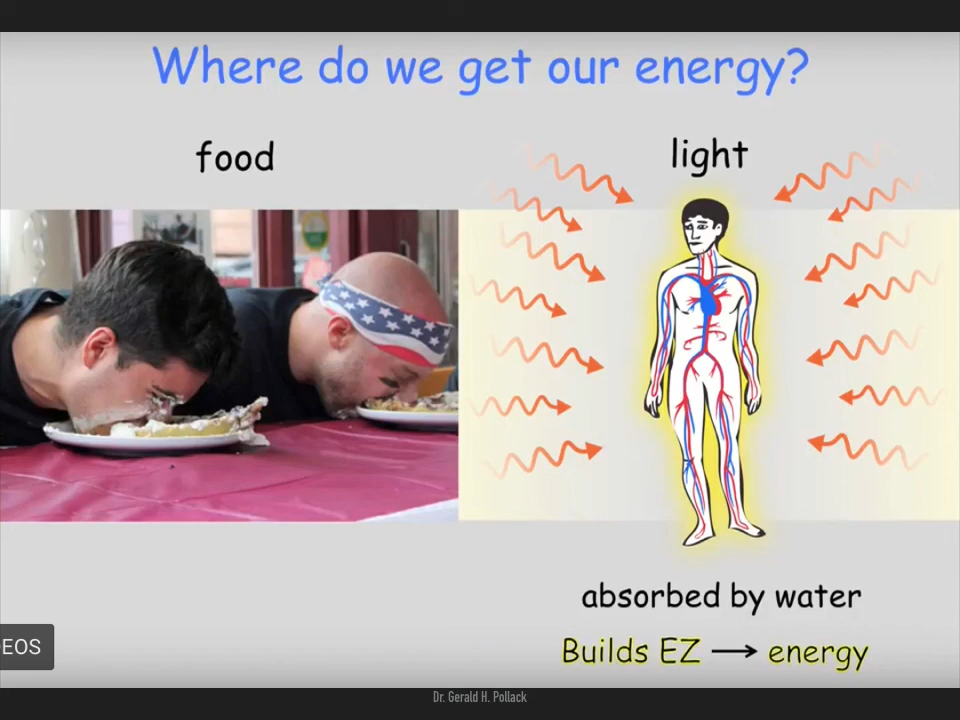 Where do we get our energy?
food
light
absorbed by water
Builds EZ → energy
EOS
Dr. Gerald H. Pollack